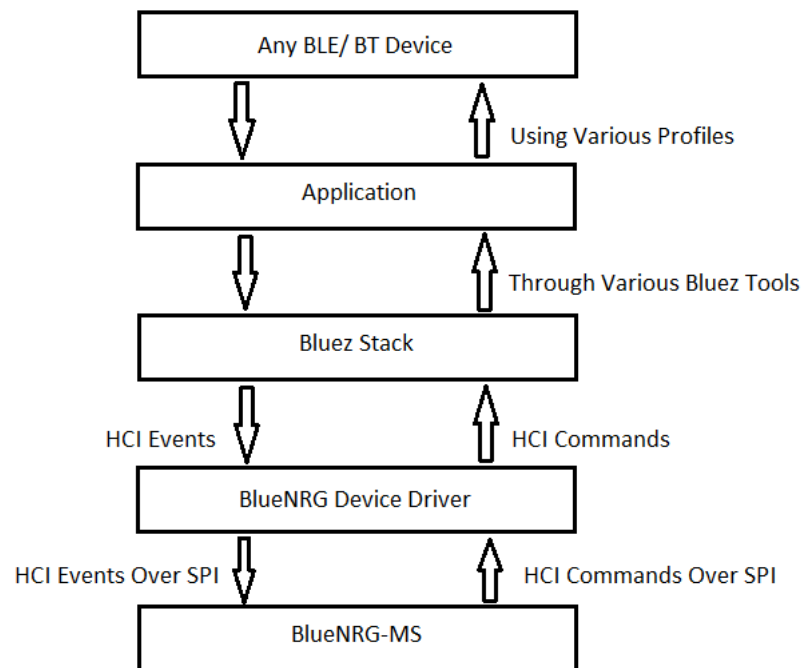 Any BLE/ BT Device
Using Various Profiles
Application
Through Various Bluez Tools
Bluez Stack
HCI Events
HCI Commands
BlueNRG Device Driver
HCI Events Over SPI
HCI Commands Over SPI
BlueNRG-MS